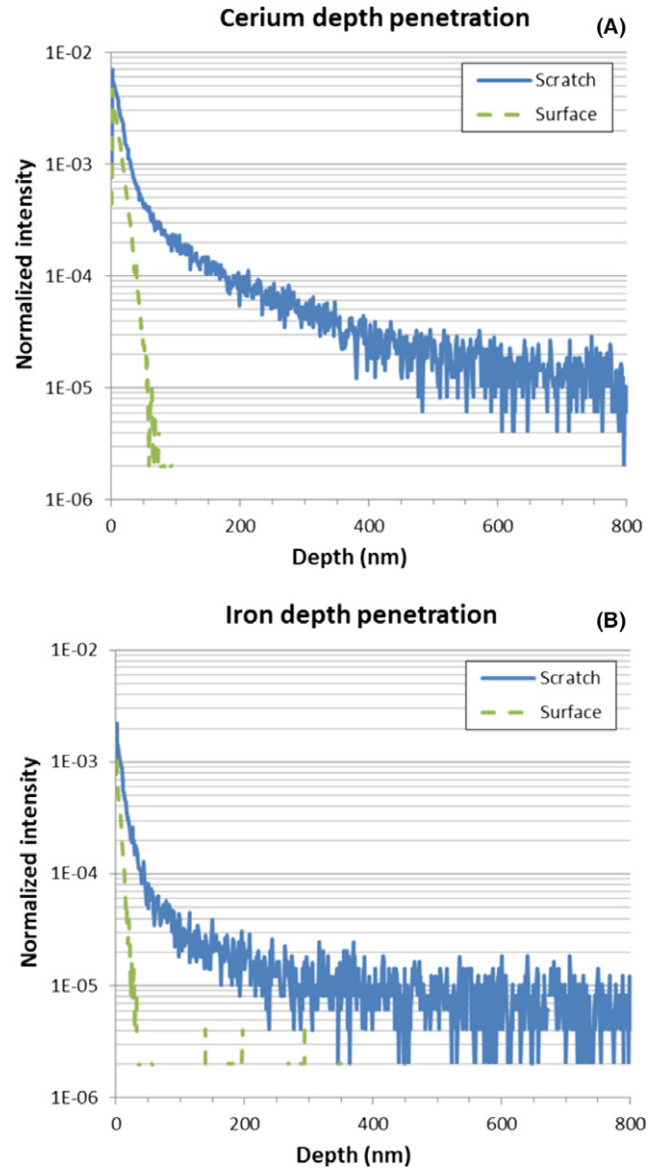 Cerium depth penetration
(A)
1E-02
1E-03
1E-04
1E-05
1E-06
Normalized intensity
Scratch
Surface
0 200 400 600 800
Depth (nm)
Iron depth penetration
(B)
1E-02
1E-03
1E-04
1E-05
1E-06
Normalized intensity
Scratch
Surface
0 200 400 600 800
Depth (nm)